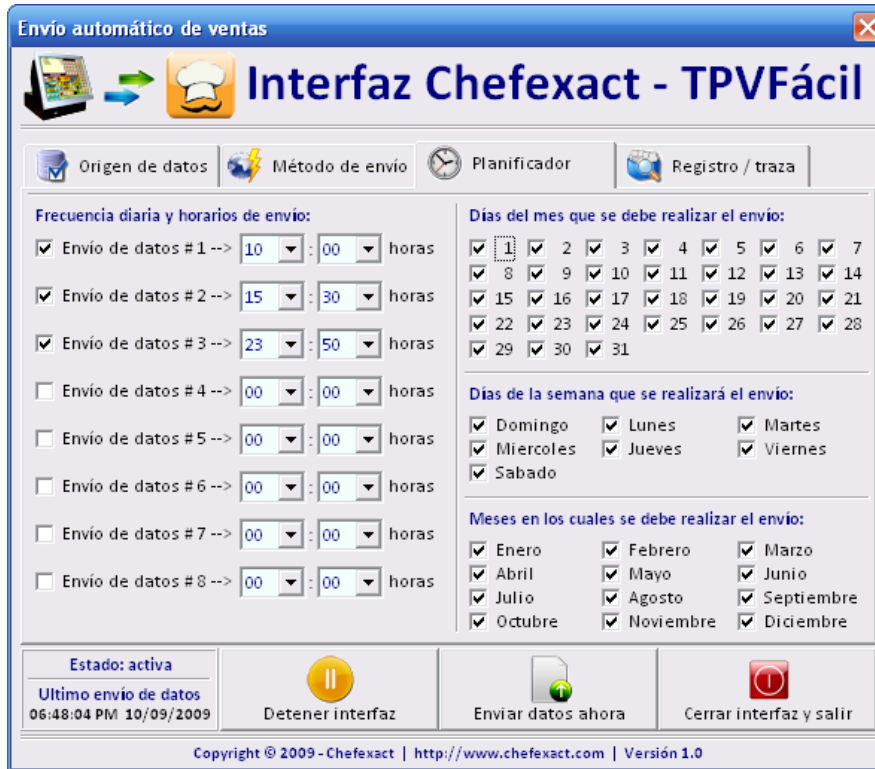 Envío automático de ventas
Interfaz Chefexact - TPVFácil
Origen de datos
Método de envío
Planificador
Registro / traza
Frecuencia diaria y horarios de envío:
Envío de datos # 1 --> 10 : 00 horas
Envío de datos # 2 --> 15 : 30 horas
Envío de datos # 3 --> 23 : 50 horas
Envío de datos # 4 --> 00 : 00 horas
Envío de datos # 5 --> 00 : 00 horas
Envío de datos # 6 --> 00 : 00 horas
Envío de datos # 7 --> 00 : 00 horas
Envío de datos # 8 --> 00 : 00 horas
Días del mes que se debe realizar el envío:
1 2 3 4 5 6 7
8 9 10 11 12 13 14
15 16 17 18 19 20 21
22 23 24 25 26 27 28
29 30 31
Días de la semana que se realizará el envío:
Domingo Lunes Martes
Miercoles Jueves Viernes
Sabado
Meses en los cuales se debe realizar el envío:
Enero Febrero Marzo
Abril Mayo Junio
Julio Agosto Septiembre
Octubre Noviembre Diciembre
Estado: activa
Ultimo envío de datos
06:48:04 PM 10/09/2009
Detener interfaz
Enviar datos ahora
Cerrar interfaz y salir
Copyright © 2009 - Chefexact | http://www.chefexact.com | Versión 1.0